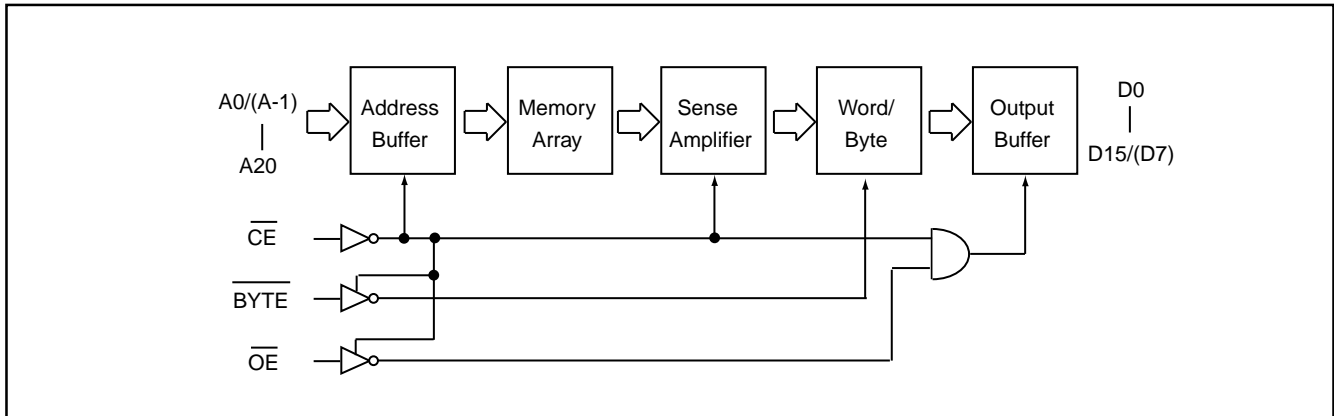 A0/(A-1)
A20
Address
Buffer
Memory
Array
Sense
Amplifier
Word/
Byte
Output
Buffer
D0
D15/(D7)
CE
BYTE
OE